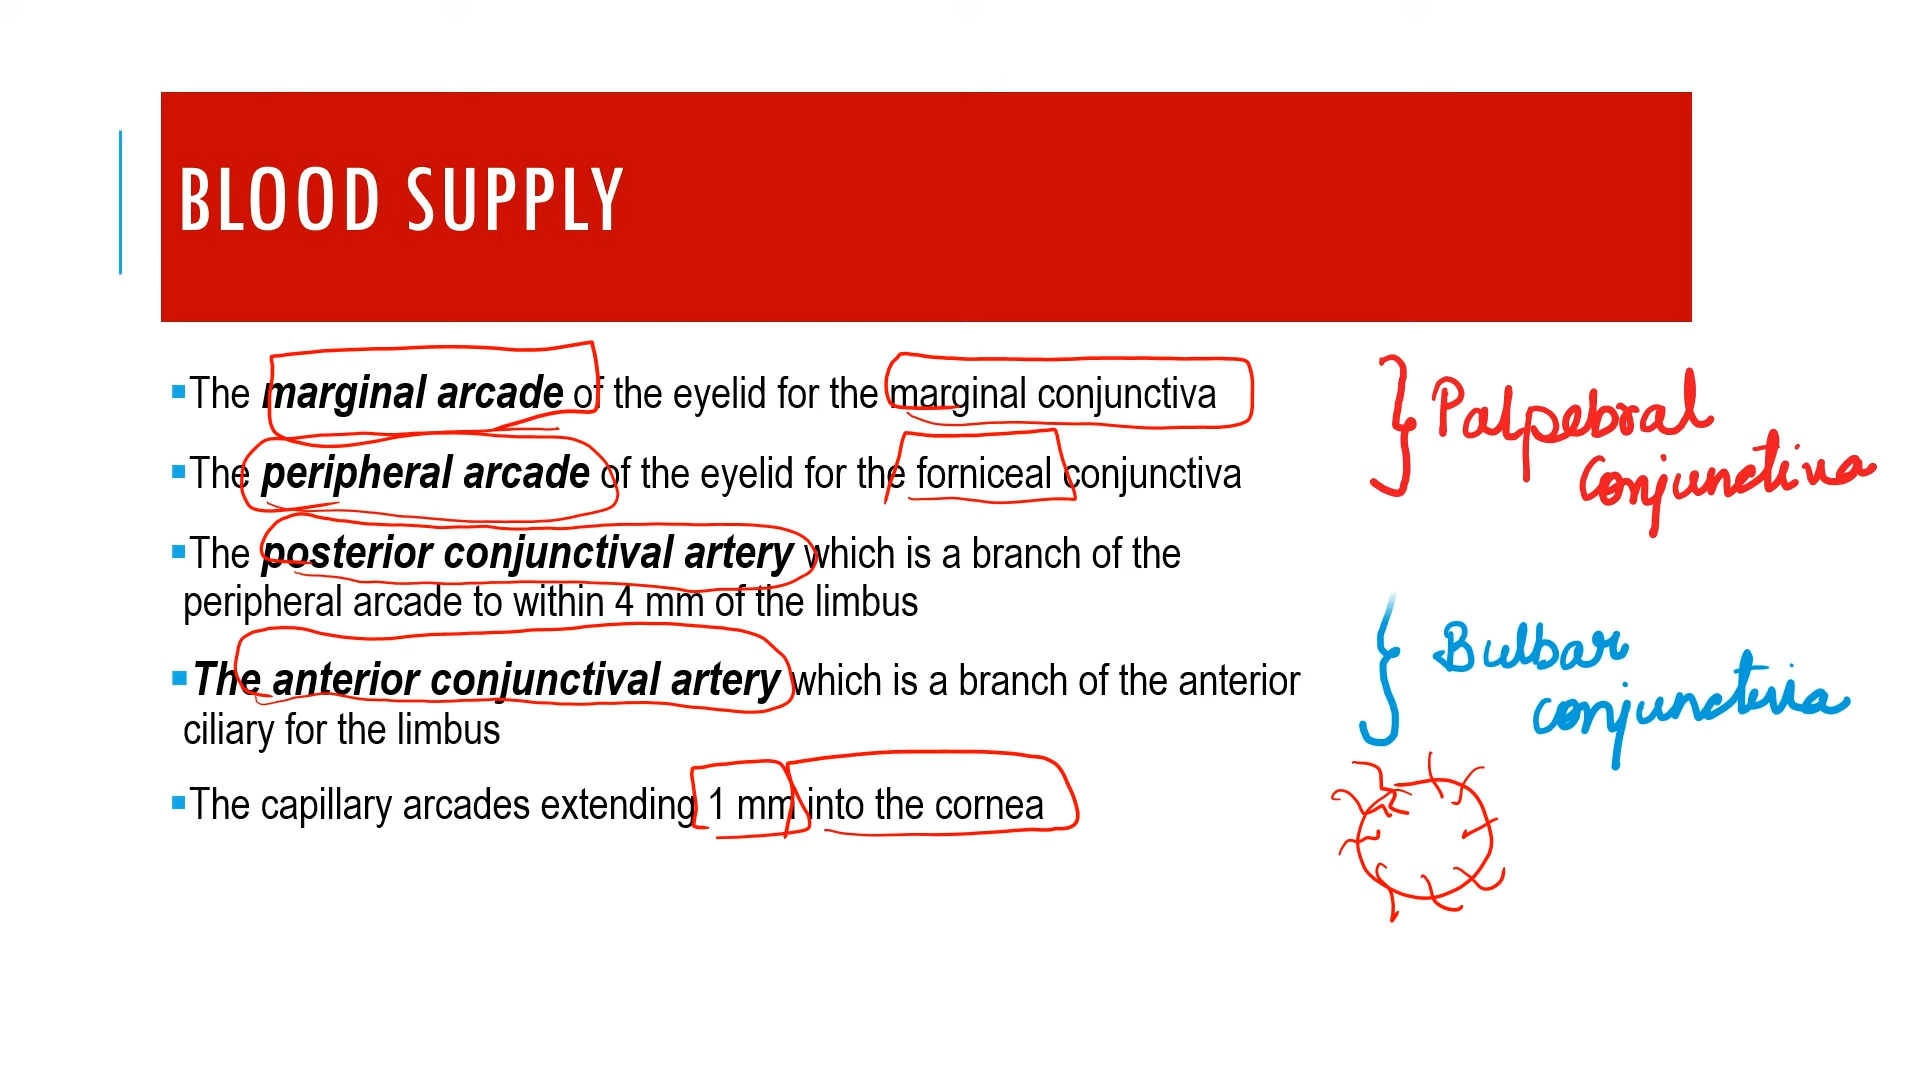 BLOOD SUPPLY
▪The marginal arcade of the eyelid for the marginal conjunctiva
▪The peripheral arcade of the eyelid for the forniceal conjunctiva
Palpebral
Conjunctiva
▪The posterior conjunctival artery which is a branch of the
peripheral arcade to within 4 mm of the limbus
▪The anterior conjunctival artery which is a branch of the anterior
ciliary for the limbus
Bulbar
conjunctiva
▪The capillary arcades extending 1 mm into the cornea